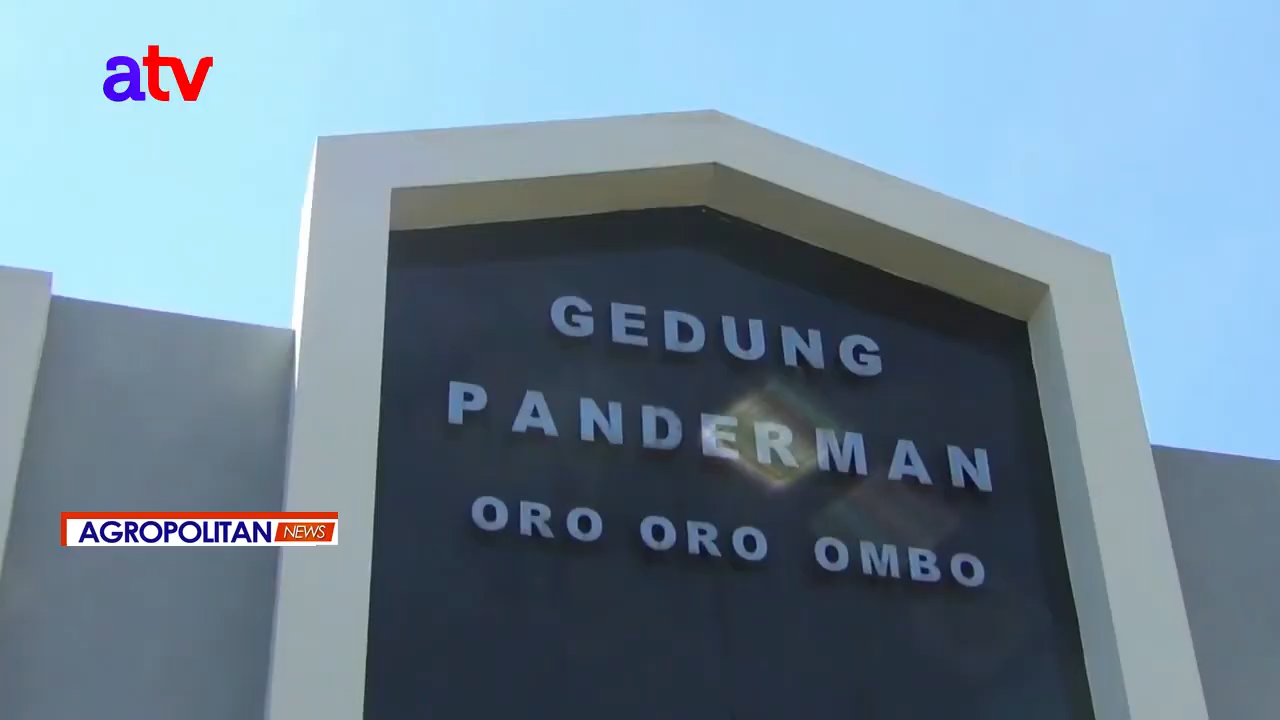 atv
GEDUNG
PANDERMAN
ORO ORO OMBO
AGROPOLITAN NEWS